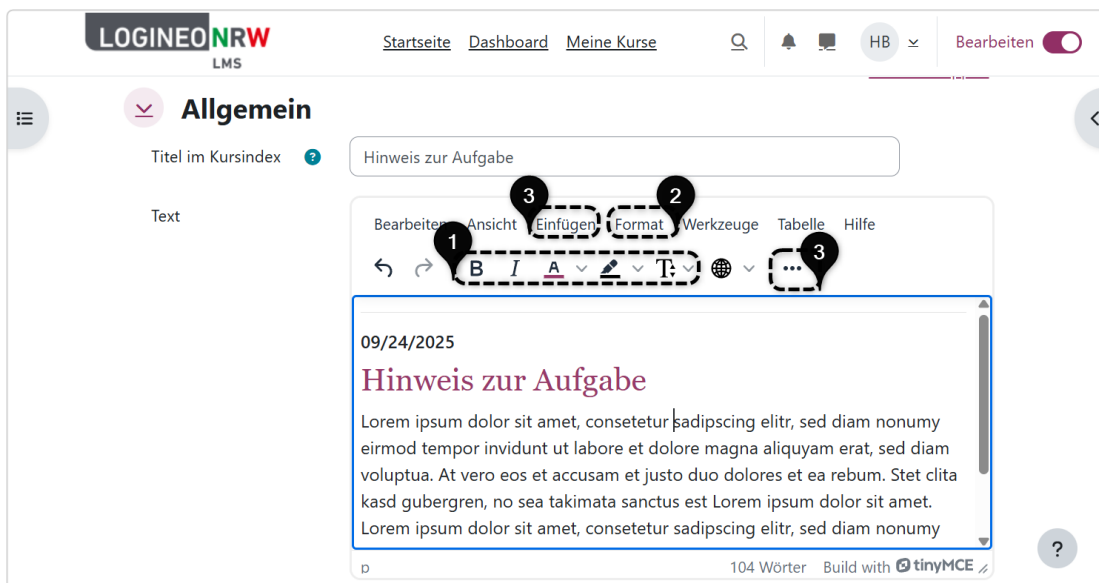 LOGINEO NRW
LMS
Startseite Dashboard Meine Kurse HB Bearbeiten
Allgemein
Titel im Kursindex ? Hinweis zur Aufgabe
Text
3 2
Bearbeiten Ansicht Einfügen Format Werkzeuge Tabelle Hilfe
1 3
B I A T
09/24/2025
Hinweis zur Aufgabe
Lorem ipsum dolor sit amet, consetetur sadipscing elitr, sed diam nonumy
eirmod tempor invidunt ut labore et dolore magna aliquyam erat, sed diam
voluptua. At vero eos et accusam et justo duo dolores et ea rebum. Stet clita
kasd gubergren, no sea takimata sanctus est Lorem ipsum dolor sit amet.
Lorem ipsum dolor sit amet, consetetur sadipscing elitr, sed diam nonumy
?
p 104 Wörter Build with tinyMCE